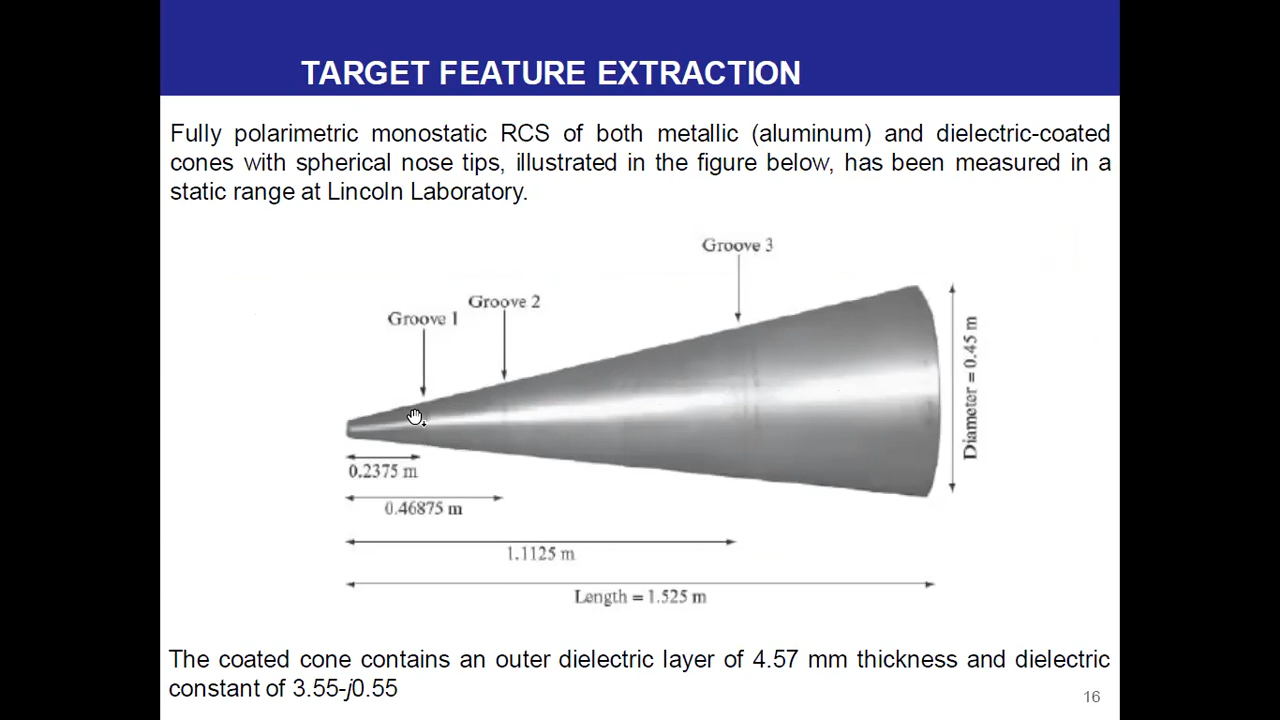 TARGET FEATURE EXTRACTION
Fully polarimetric monostatic RCS of both metallic (aluminum) and dielectric-coated
cones with spherical nose tips, illustrated in the figure below, has been measured in a
static range at Lincoln Laboratory.
Groove 3
Groove 2
Groove 1
Diameter = 0.45 m
0.2375 m
0.46875 m
1.1125 m
Length = 1.525 m
The coated cone contains an outer dielectric layer of 4.57 mm thickness and dielectric
constant of 3.55-j0.55
16